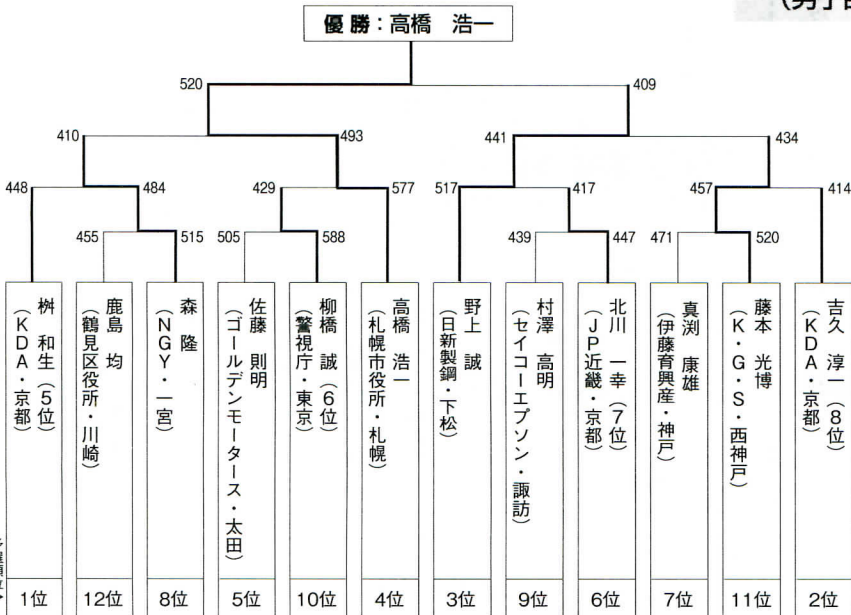 優勝：高橋 浩一
520
409
410
493
441
434
448
484
429
577
517
417
457
414
455
515
505
588
439
447
471
520
桝 和生（5位）
（KDA・京都）
鹿島 均
（鶴見区役所・川崎）
森 隆
（NGY・一宮）
佐藤 則明
（ゴールデンモータース・太田）
柳橋 誠（6位）
（警視庁・東京）
高橋 浩一
（札幌市役所・札幌）
野上 誠
（日新製鋼・下松）
村澤 高明
（セイコーエプソン・諏訪）
北川 一幸（7位）
（JP近畿・京都）
真渕 康雄
（伊藤育興産・神戸）
藤本 光博
（K・G・S・西神戸）
吉久 淳一（8位）
（KDA・京都）
1位
12位
8位
5位
10位
4位
3位
9位
6位
7位
11位
2位